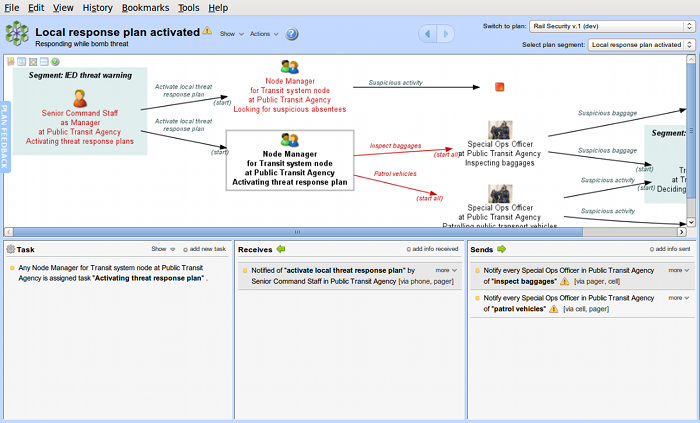 File Edit View History Bookmarks Tools Help
Local response plan activated
Responding while bomb threat
Show
Actions
?
Switch to plan: Rail Security v.1 (dev)
Select plan segment: Local response plan activated
PLAN FEEDBACK
Segment: IED threat warning
Senior Command Staff
as Manager
at Public Transit Agency
Activating threat response plans
Activate local threat
response plan
(start)
Activate local threat
response plan
(start)
Node Manager
for Transit system node
at Public Transit Agency
Looking for suspicious absentees
Suspicious activity
Node Manager
for Transit system node
at Public Transit Agency
Activating threat response plan
Inspect baggages
(start all)
Patrol vehicles
(start all)
Special Ops Officer
at Public Transit Agency
Inspecting baggages
Special Ops Officer
at Public Transit Agency
Patrolling public transport vehicles
Suspicious baggage
Suspicious baggage
(start)
Suspicious activity
(start)
Suspicious activity
Segment:
Tr
at Tr
Deciding
Task
Show
add new task
Any Node Manager for Transit system node at Public Transit
Agency is assigned task "Activating threat response plan" .
Receives
add info received
Notified of "activate local threat response plan" by
Senior Command Staff in Public Transit Agency [via phone, pager]
more
Sends
add info sent
Notify every Special Ops Officer in Public Transit Agency
of "inspect baggages" [via pager, cell]
more
Notify every Special Ops Officer in Public Transit Agency
of "patrol vehicles" [via cell, pager]
more